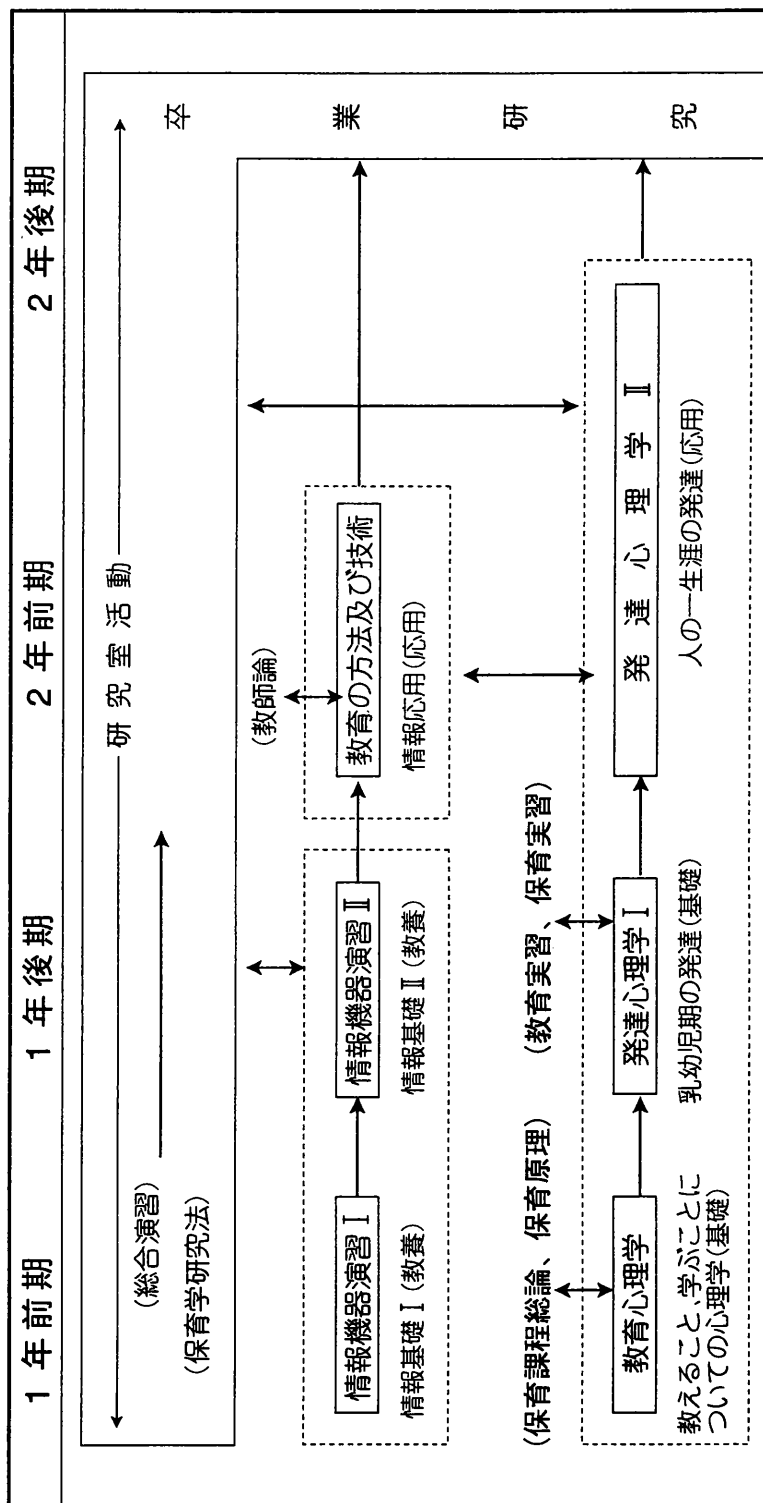 1年前期
1年後期
2年前期
2年後期
研究室活動
(総合演習)
(保育学研究法)
卒業研究
(教師論)
情報機器演習Ⅰ
情報機器演習Ⅱ
教育の方法及び技術
情報基礎Ⅰ(教養)
情報基礎Ⅱ(教養)
情報応用(応用)
(保育課程総論、保育原理)
(教育実習、保育実習)
教育心理学
発達心理学Ⅰ
発達心理学Ⅱ
教えること、学ぶことに
ついての心理学(基礎)
乳幼児期の発達(基礎)
人の一生涯の発達(応用)